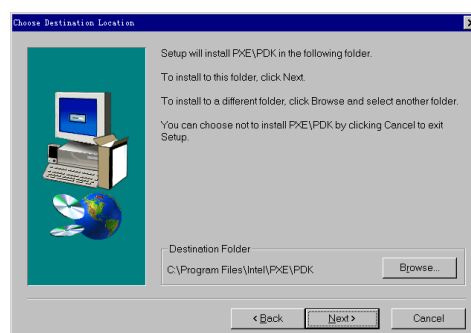 Choose Destination Location
Setup will install PXE\PDK in the following folder.
To install to this folder, click Next.
To install to a different folder, click Browse and select another folder.
You can choose not to install PXE\PDK by clicking Cancel to exit
Setup.
Destination Folder
C:\Program Files\Intel\PXE\PDK
Browse...
< Back
Next >
Cancel